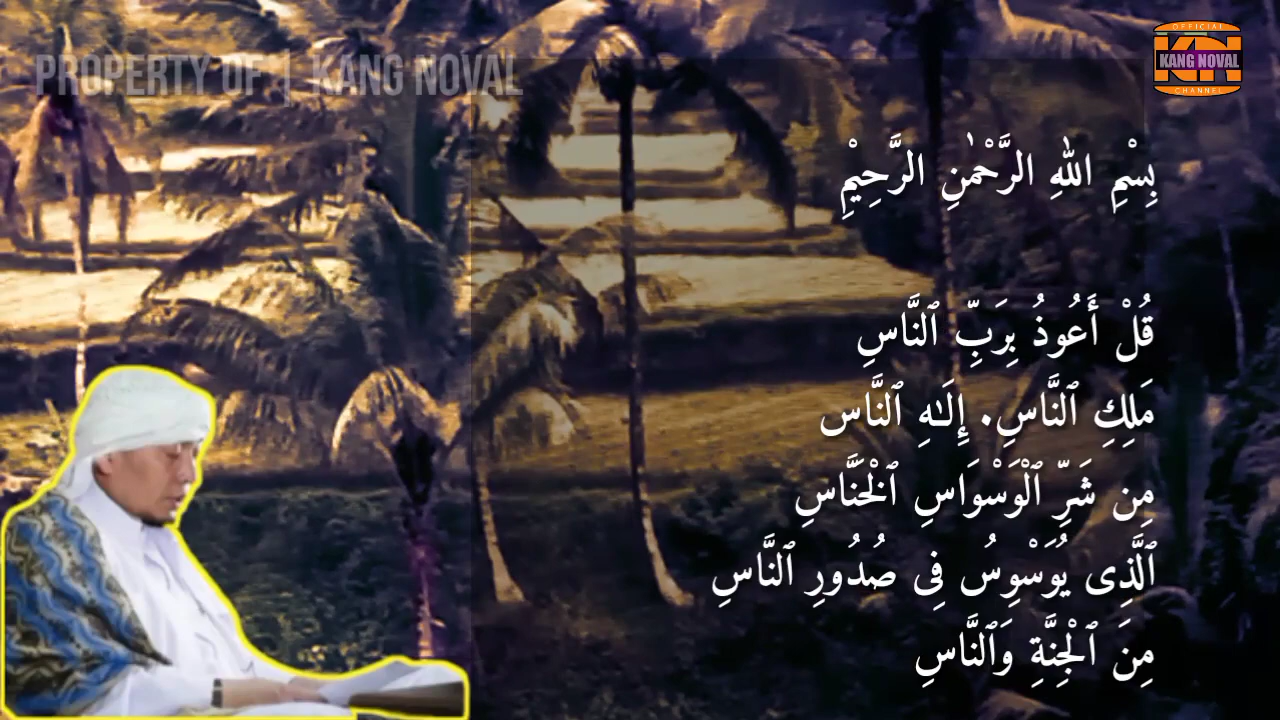 PROPERTY OF | KANG NOVAL
OFFICIAL
KN
KANG NOVAL
CHANNEL
بِسْمِ اللهِ الرَّحْمٰنِ الرَّحِيْمِ
قُلْ أَعُوذُ بِرَبِّ ٱلنَّاسِ
مَلِكِ ٱلنَّاسِ. إِلَـٰهِ ٱلنَّاس
مِن شَرِّ ٱلْوَسْوَاسِ ٱلْخَنَّاسِ
ٱلَّذِى يُوَسْوِسُ فِى صُدُورِ ٱلنَّاسِ
مِنَ ٱلْجِنَّةِ وَٱلنَّاسِ